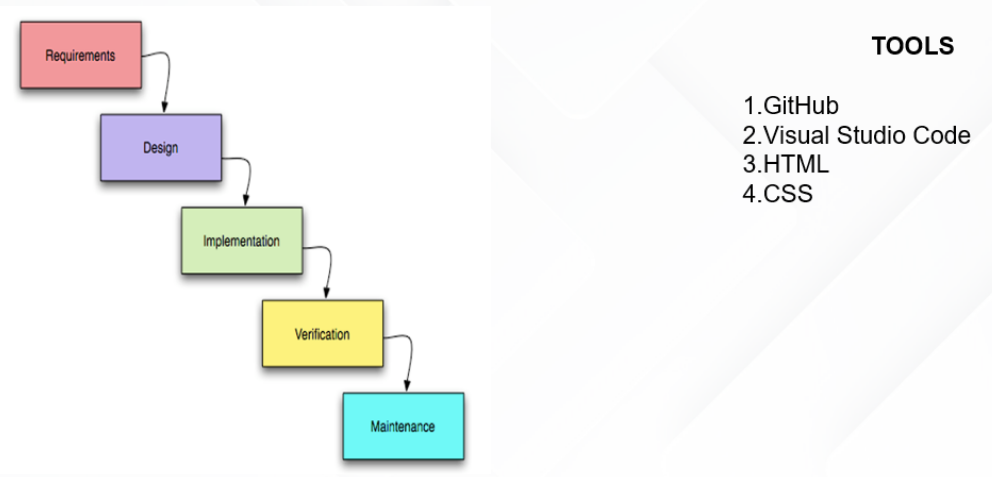 Requirements
Design
Implementation
Verification
Maintenance
TOOLS
1.GitHub
2.Visual Studio Code
3.HTML
4.CSS